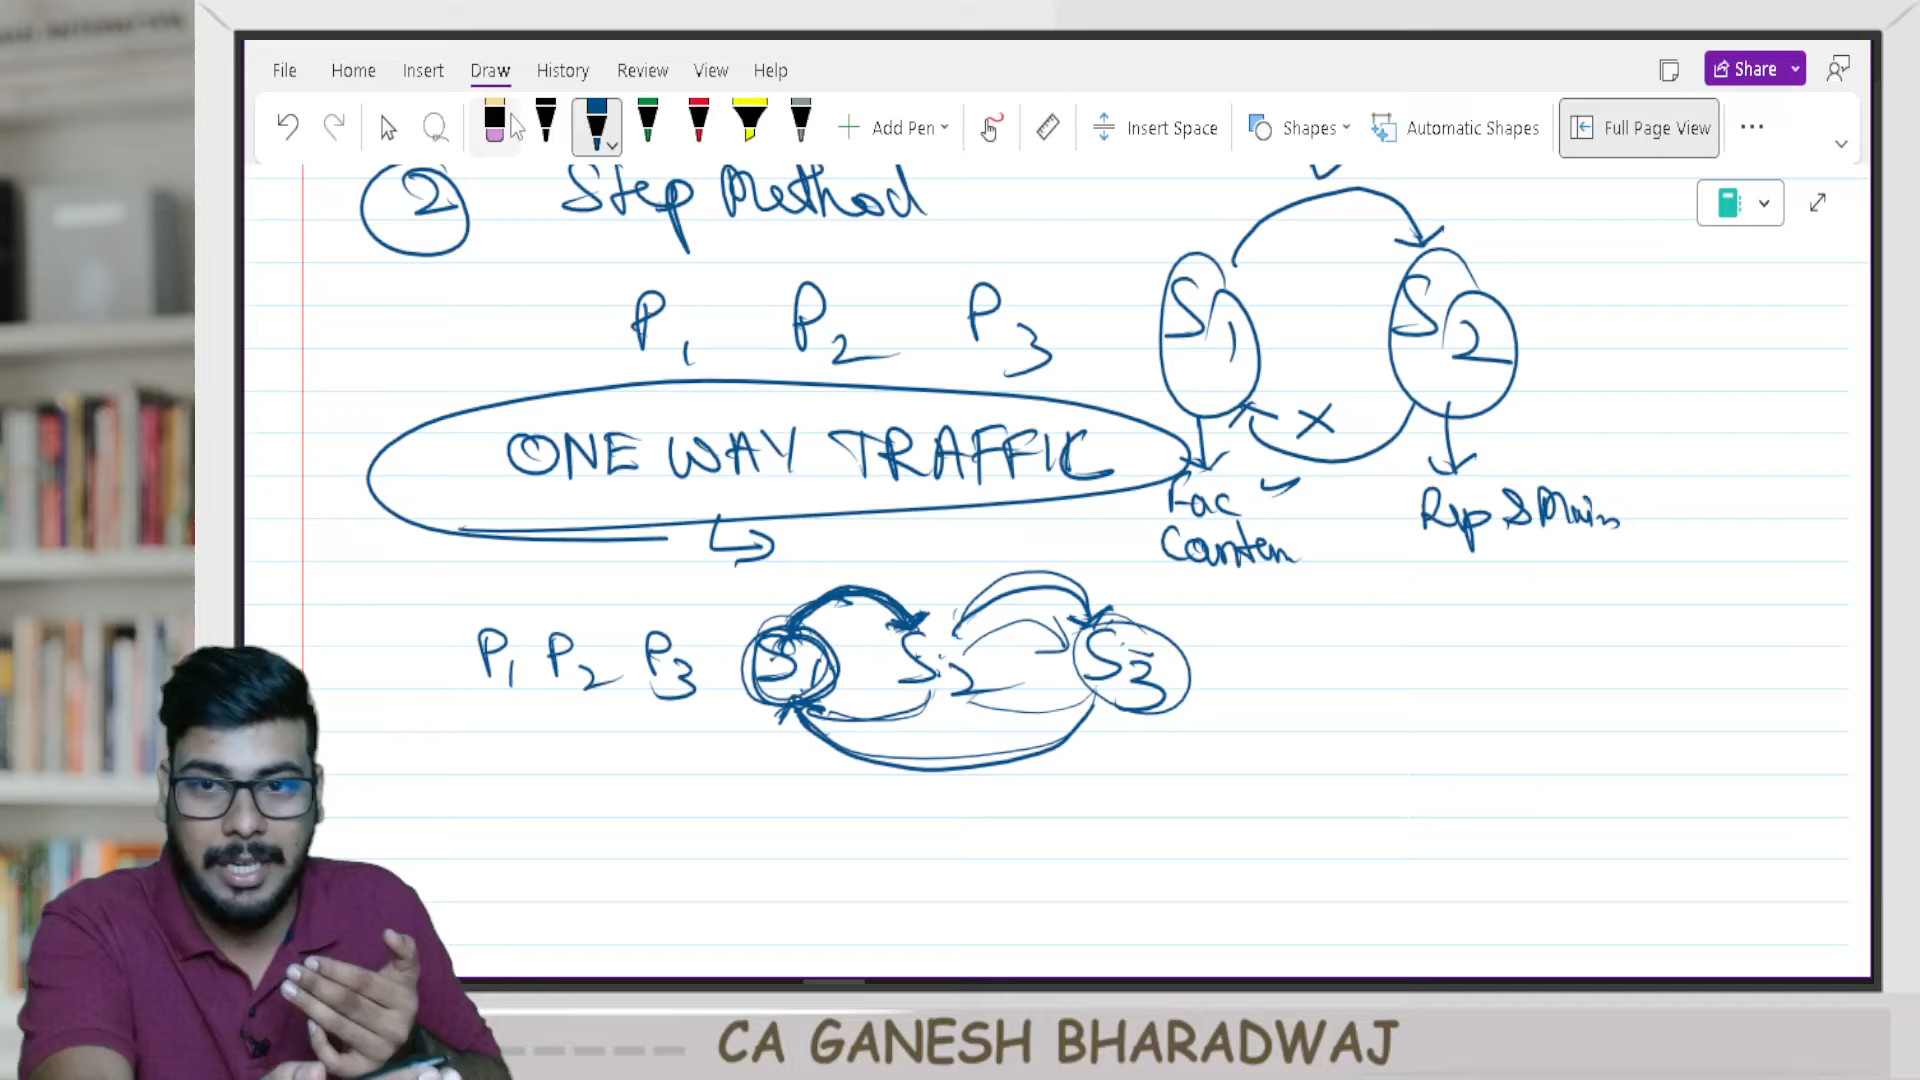 File Home Insert Draw History Review View Help Share
Add Pen Insert Space Shapes Automatic Shapes Full Page View
2 Step Method
P1 P2 P3 S1 S2
ONE WAY TRAFFIC
X
Fac
Canteen
Rep & Main
P1 P2 P3 S1 S2 S3
CA GANESH BHARADWAJ